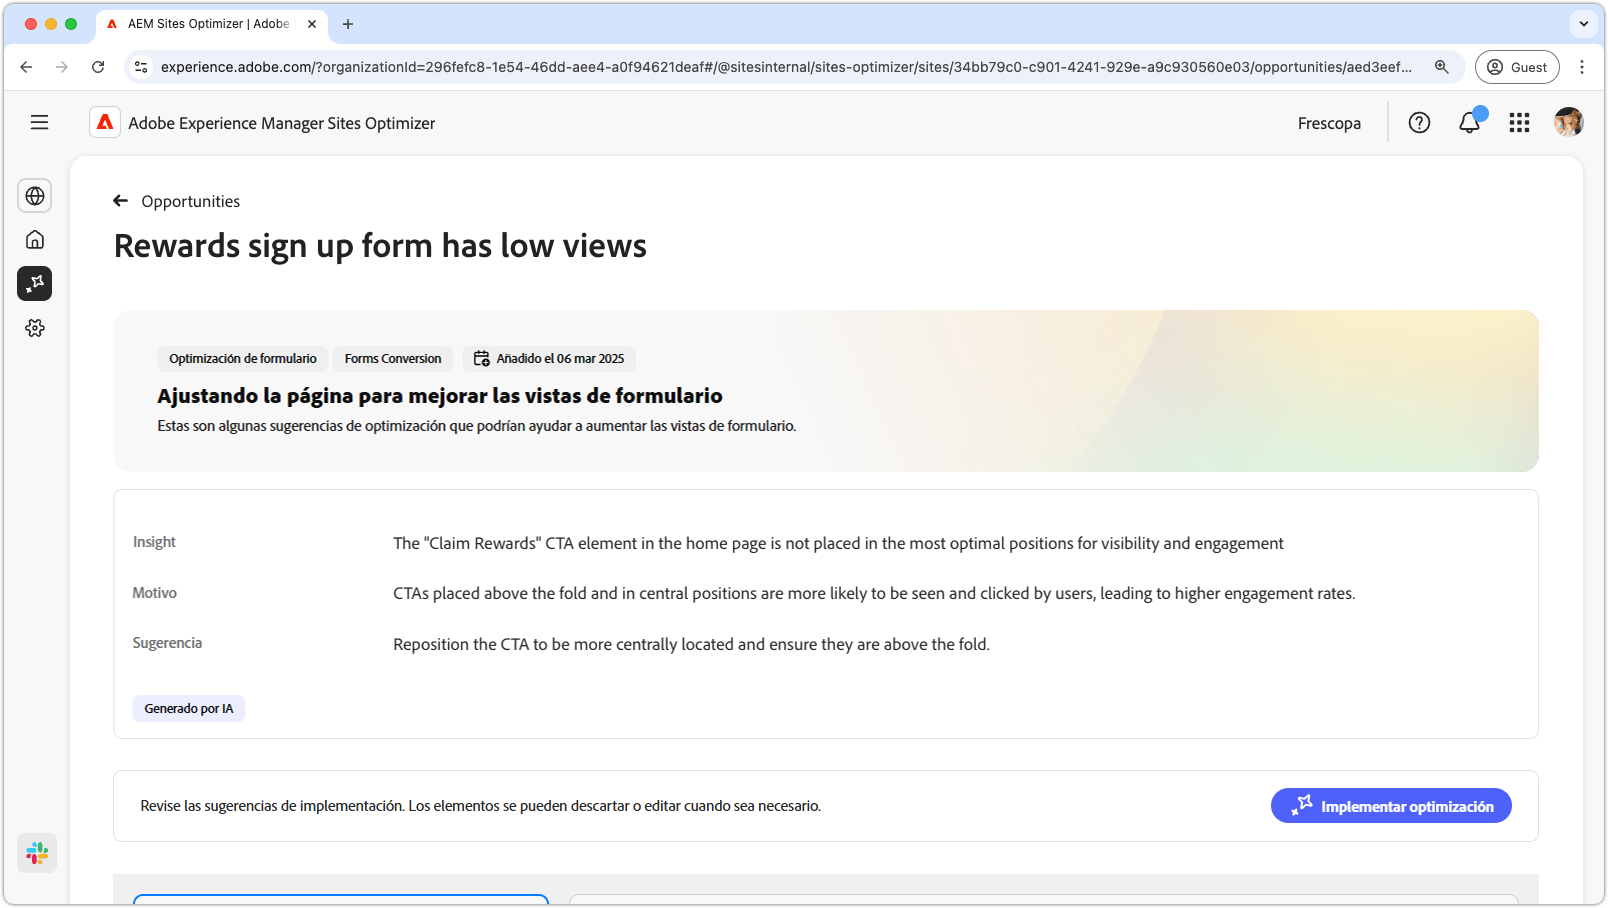 AEM Sites Optimizer | Adobe
experience.adobe.com/?organizationId=296fefc8-1e54-46dd-aee4-a0f94621deaf#/@sitesinternal/sites-optimizer/sites/34bb79c0-c901-4241-929e-a9c930560e03/opportunities/aed3eef...
Guest
Adobe Experience Manager Sites Optimizer
Frescopa
Opportunities
Rewards sign up form has low views
Optimización de formulario
Forms Conversion
Añadido el 06 mar 2025
Ajustando la página para mejorar las vistas de formulario
Estas son algunas sugerencias de optimización que podrían ayudar a aumentar las vistas de formulario.
Insight
The "Claim Rewards" CTA element in the home page is not placed in the most optimal positions for visibility and engagement
Motivo
CTAs placed above the fold and in central positions are more likely to be seen and clicked by users, leading to higher engagement rates.
Sugerencia
Reposition the CTA to be more centrally located and ensure they are above the fold.
Generado por IA
Revise las sugerencias de implementación. Los elementos se pueden descartar o editar cuando sea necesario.
Implementar optimización